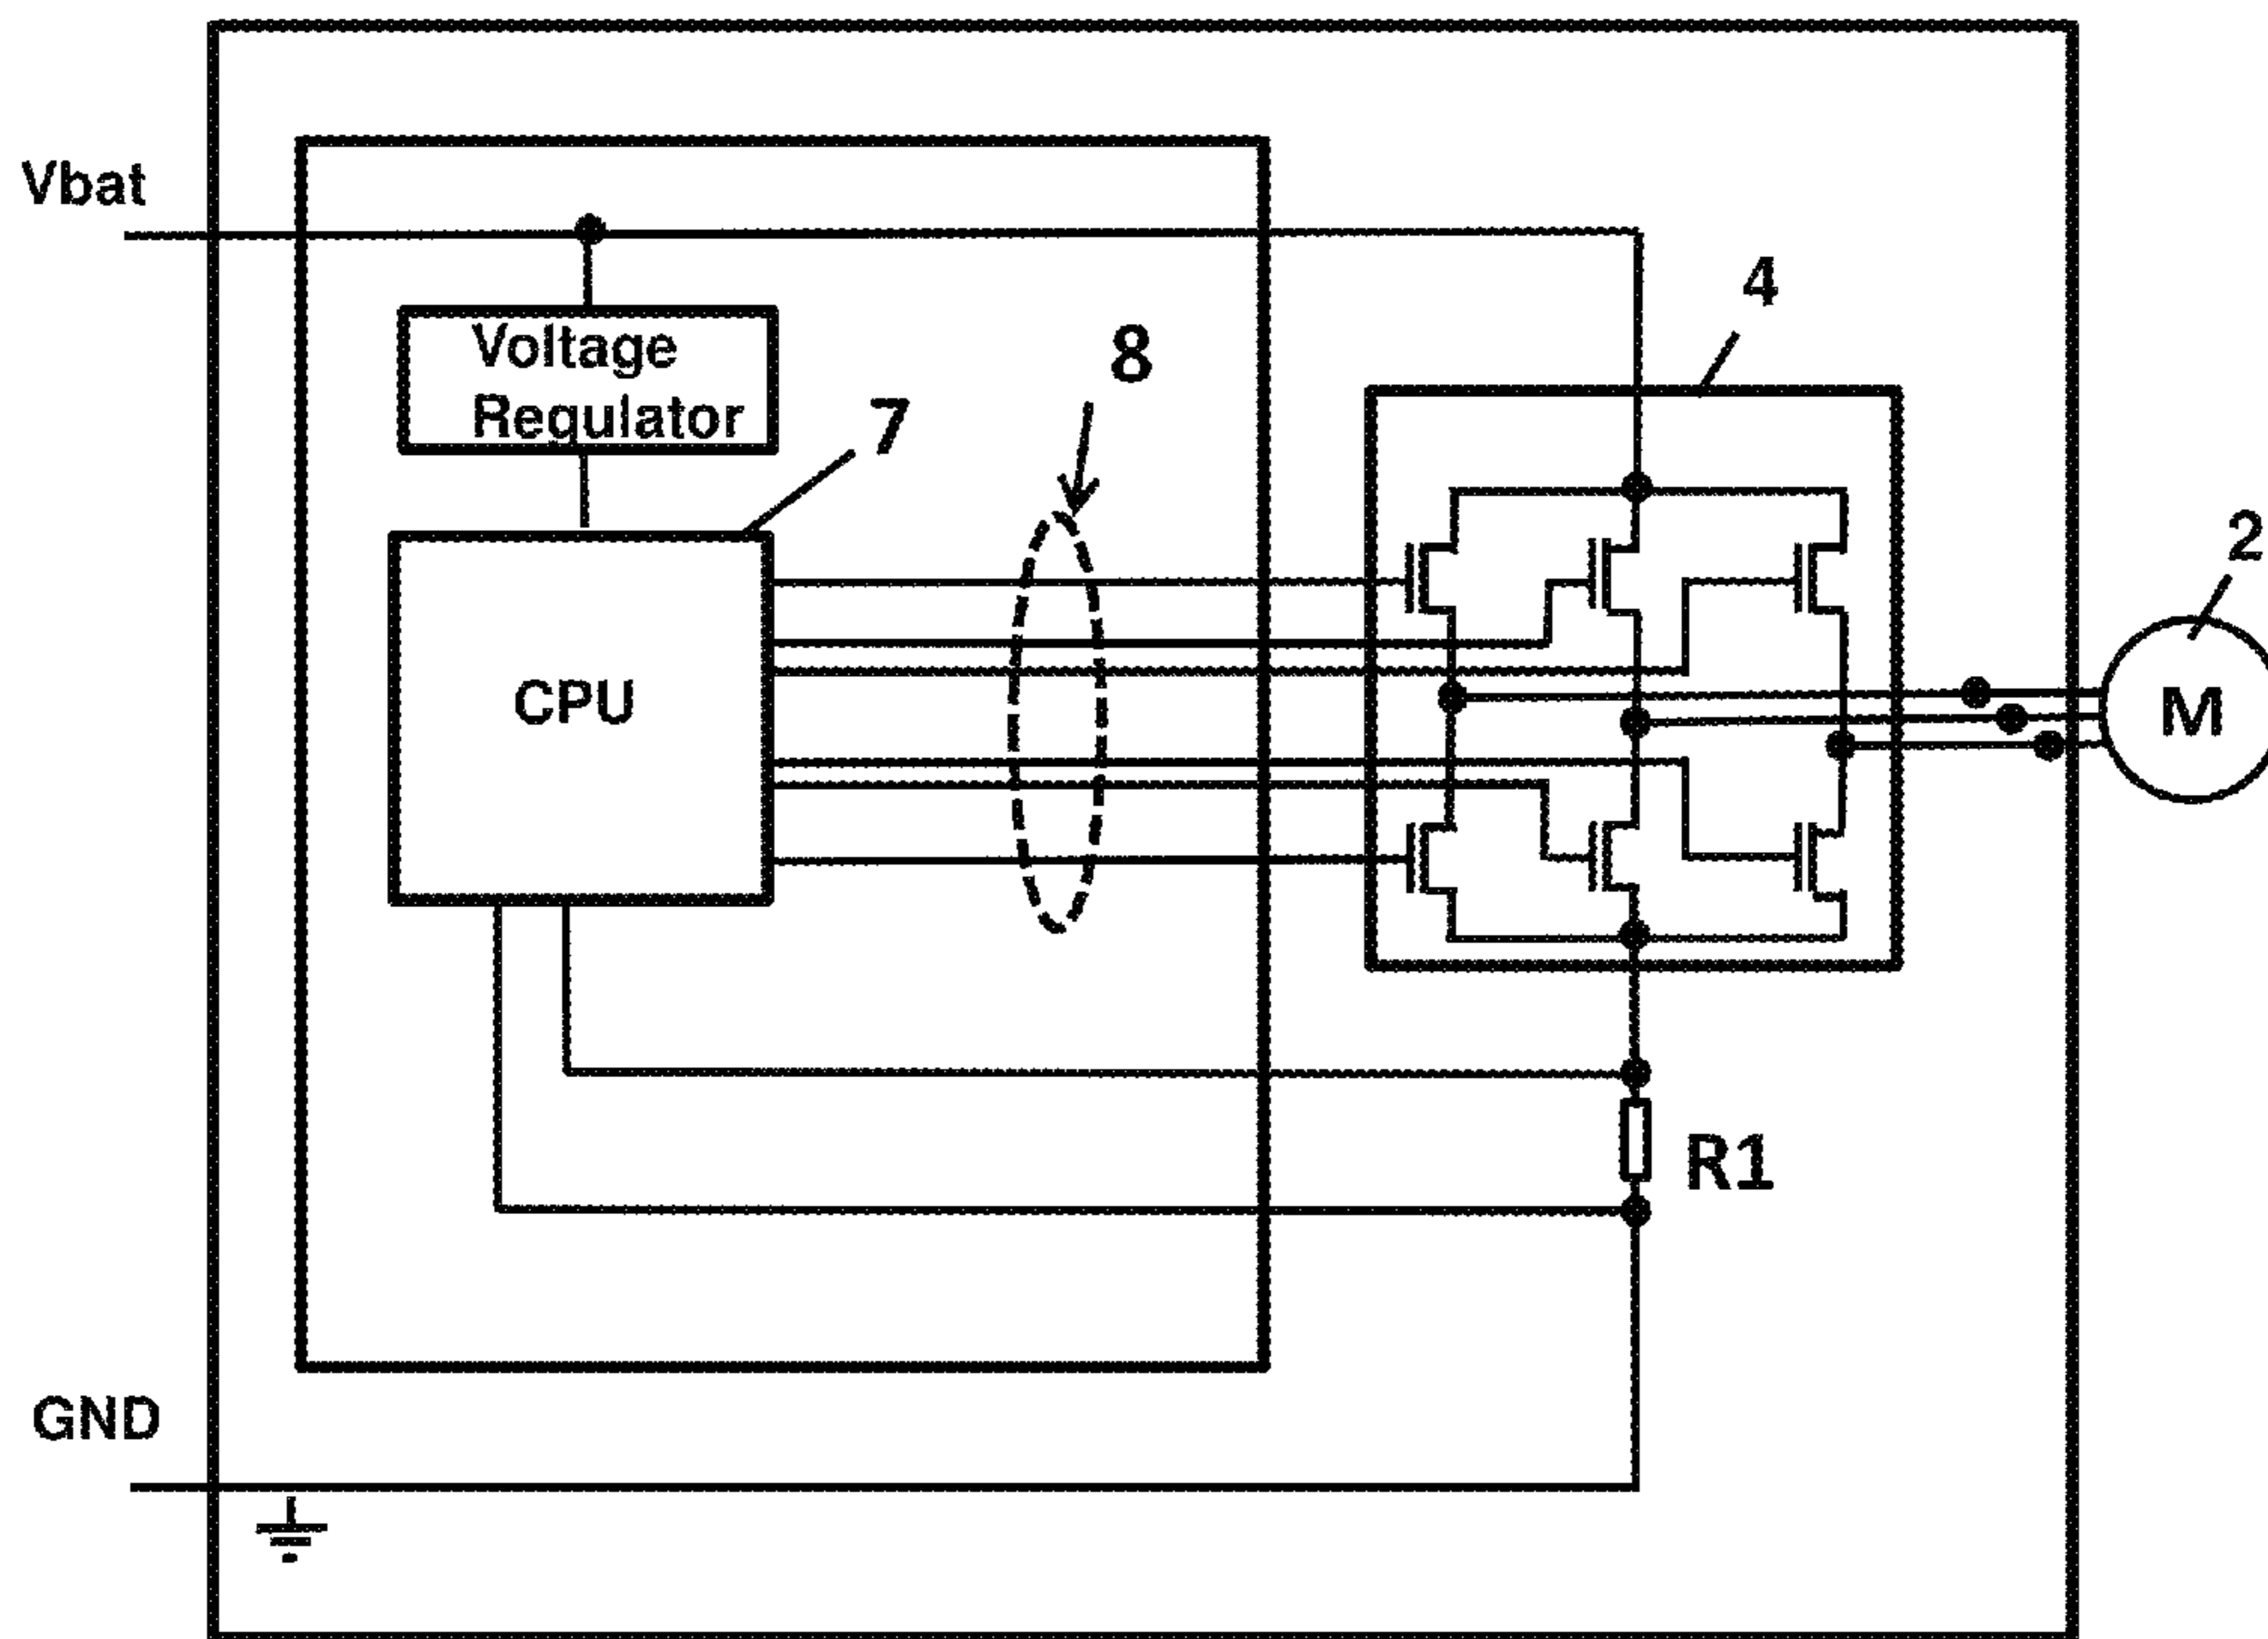 Vbat
4
Voltage
Regulator
8
7
2
CPU
M
R1
GND